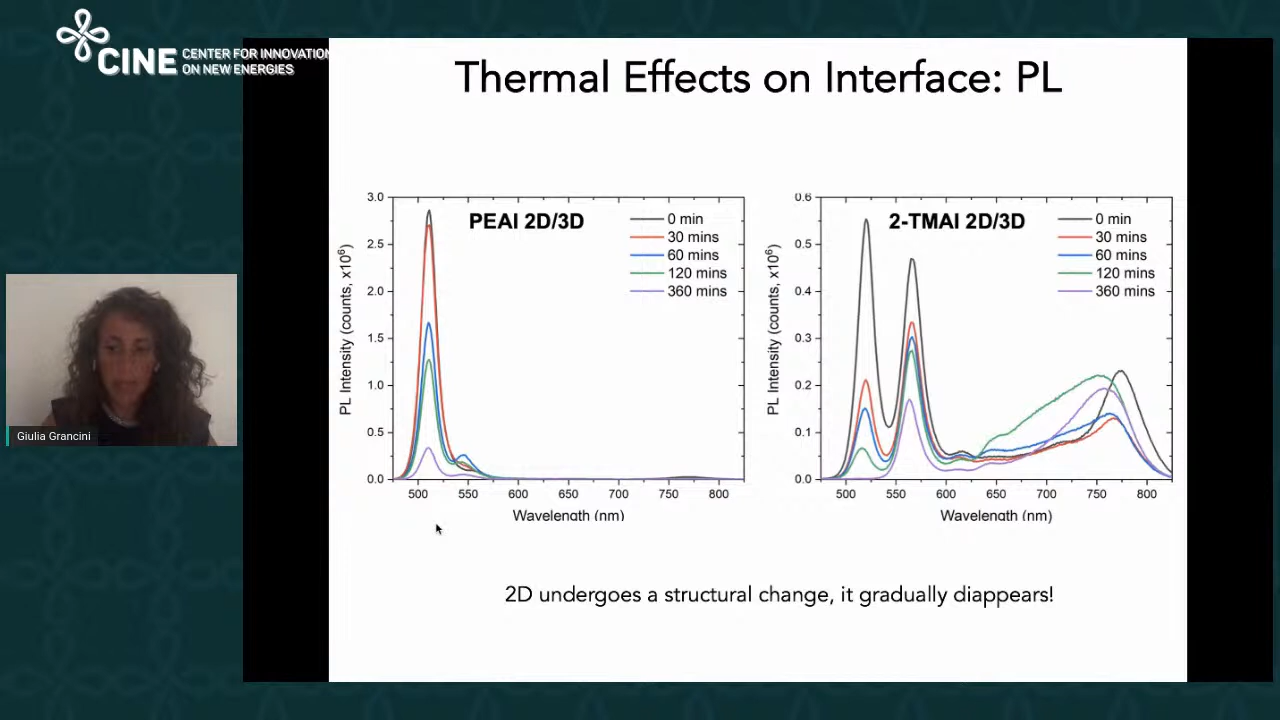 CINE CENTER FOR INNOVATION
ON NEW ENERGIES
Thermal Effects on Interface: PL
PEAI 2D/3D
0 min
30 mins
60 mins
120 mins
360 mins
3.0
2.5
2.0
1.5
1.0
0.5
0.0
PL Intensity (counts, x10⁶)
500 550 600 650 700 750 800
Wavelength (nm)
2-TMAI 2D/3D
0 min
30 mins
60 mins
120 mins
360 mins
0.6
0.5
0.4
0.3
0.2
0.1
0.0
PL Intensity (counts, x10⁶)
500 550 600 650 700 750 800
Wavelength (nm)
2D undergoes a structural change, it gradually diappears!
Giulia Grancini